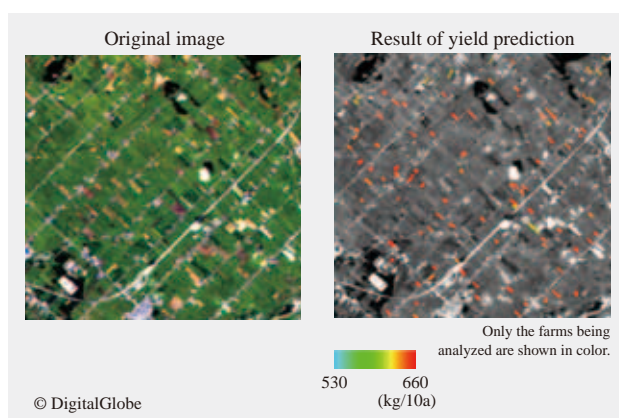 Original image
Result of yield prediction
Only the farms being
analyzed are shown in color.
530 660
(kg/10a)
© DigitalGlobe